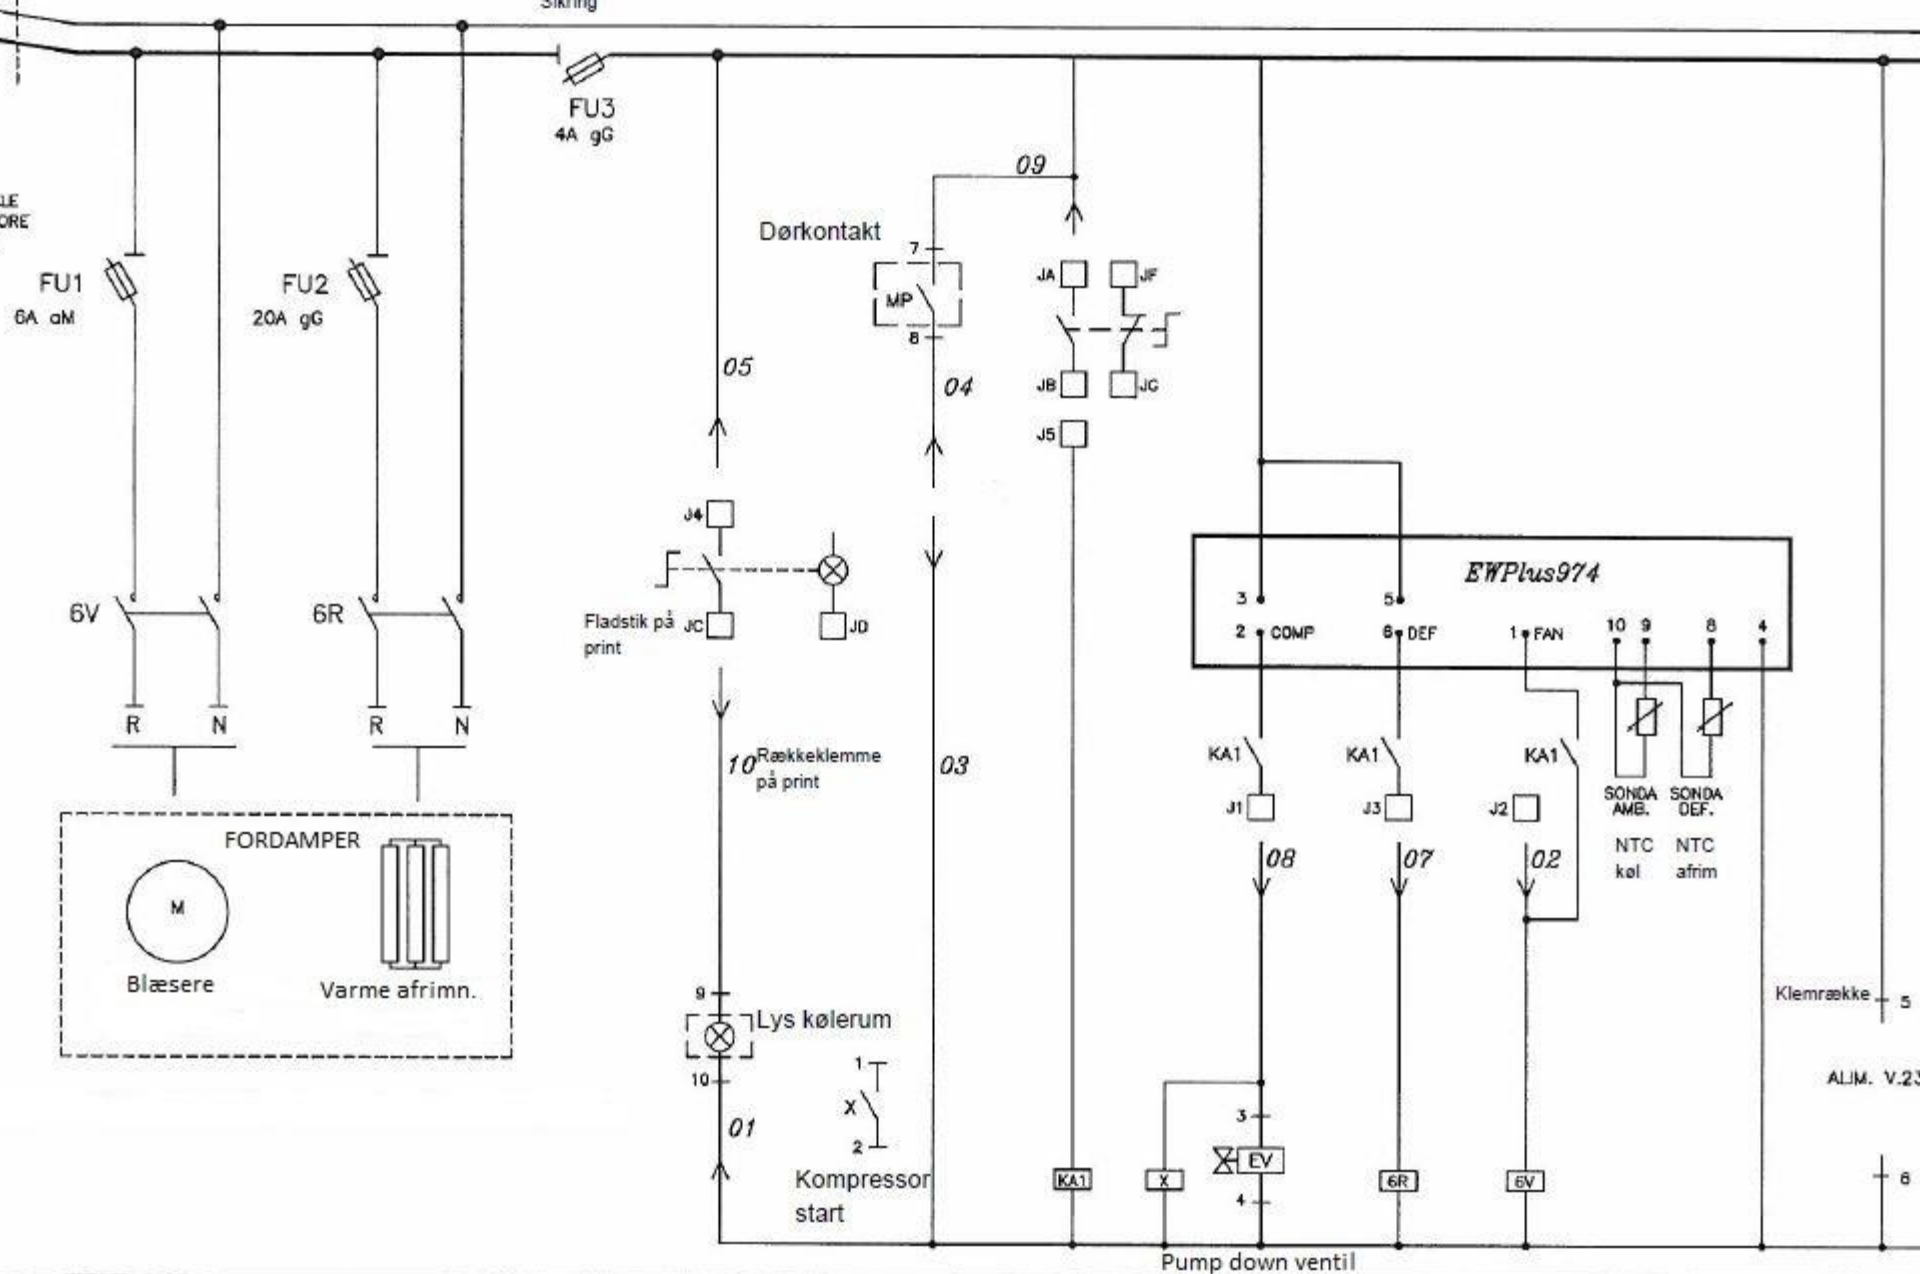 Sikring
FU3
4A gG
09
Dørkontakt
7
MP
8
04
JA
JF
JB
JG
J5
FU1
6A aM
FU2
20A gG
05
J4
Fladstik på
print
JC
JD
EWPlus974
3
5
2
COMP
6
DEF
1
FAN
10
9
8
4
6V
6R
R
N
R
N
10
Rækkeklemme
på print
03
KA1
KA1
KA1
J1
J3
J2
SONDA
AMB.
SONDA
DEF.
NTC
køl
NTC
afrim
08
07
02
FORDAMPER
M
Blæsere
Varme afrimn.
9
Lys kølerum
10
01
1
X
2
Kompressor
start
Klemrække
5
ALIM. V.23
6
3
EV
4
KA1
X
6R
6V
Pump down ventil